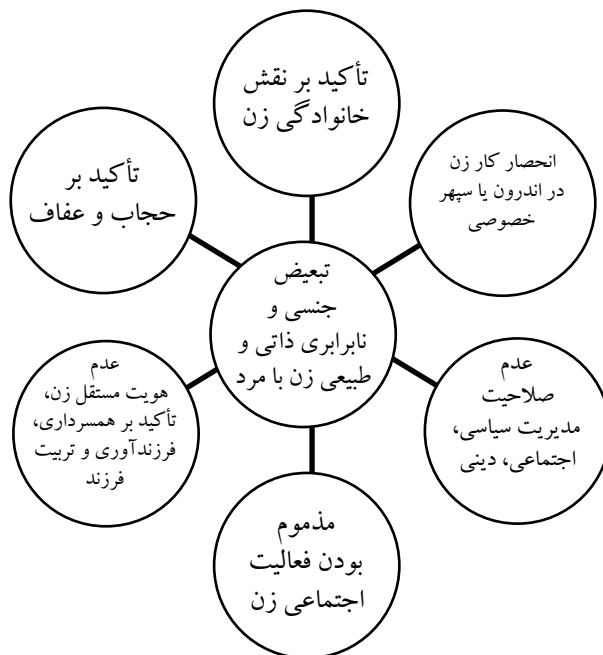 تأکید بر نقش
خانوادگی زن
انحصار کار زن
در اندرون یا سپهر
خصوصی
تأکید بر
حجاب و عفاف
تبعیض
جنسی و
نابرابری ذاتی و
طبیعی زن با مرد
عدم
صلاحیت
مدیریت سیاسی،
اجتماعی، دینی
عدم
هویت مستقل زن،
تأکید بر همسرداری،
فرزندآوری و تربیت
فرزند
مذموم
بودن فعالیت
اجتماعی زن